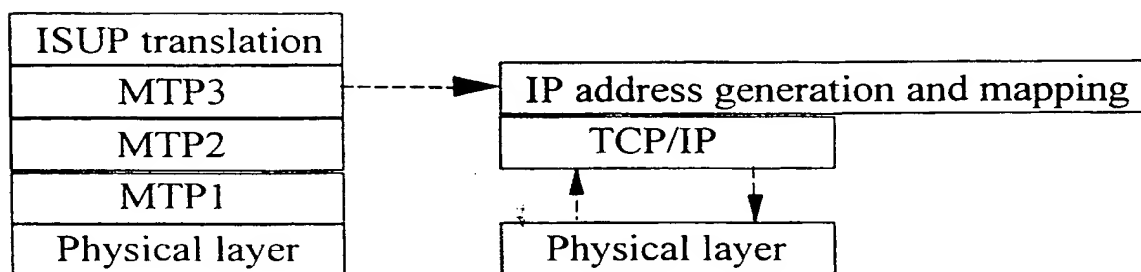 ISUP translation
MTP3
MTP2
MTP1
Physical layer
IP address generation and mapping
TCP/IP
Physical layer